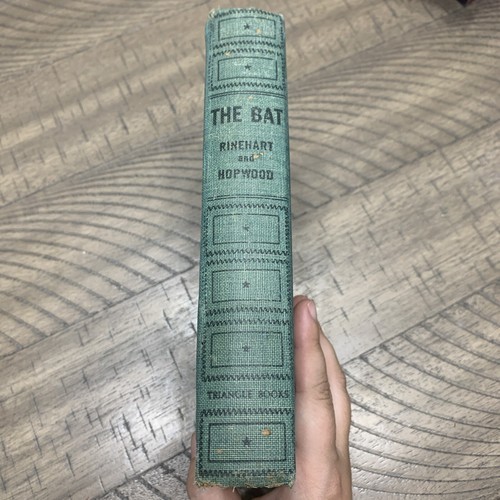 THE BAT
RINEHART
and
HOPWOOD
TRIANGLE BOOKS